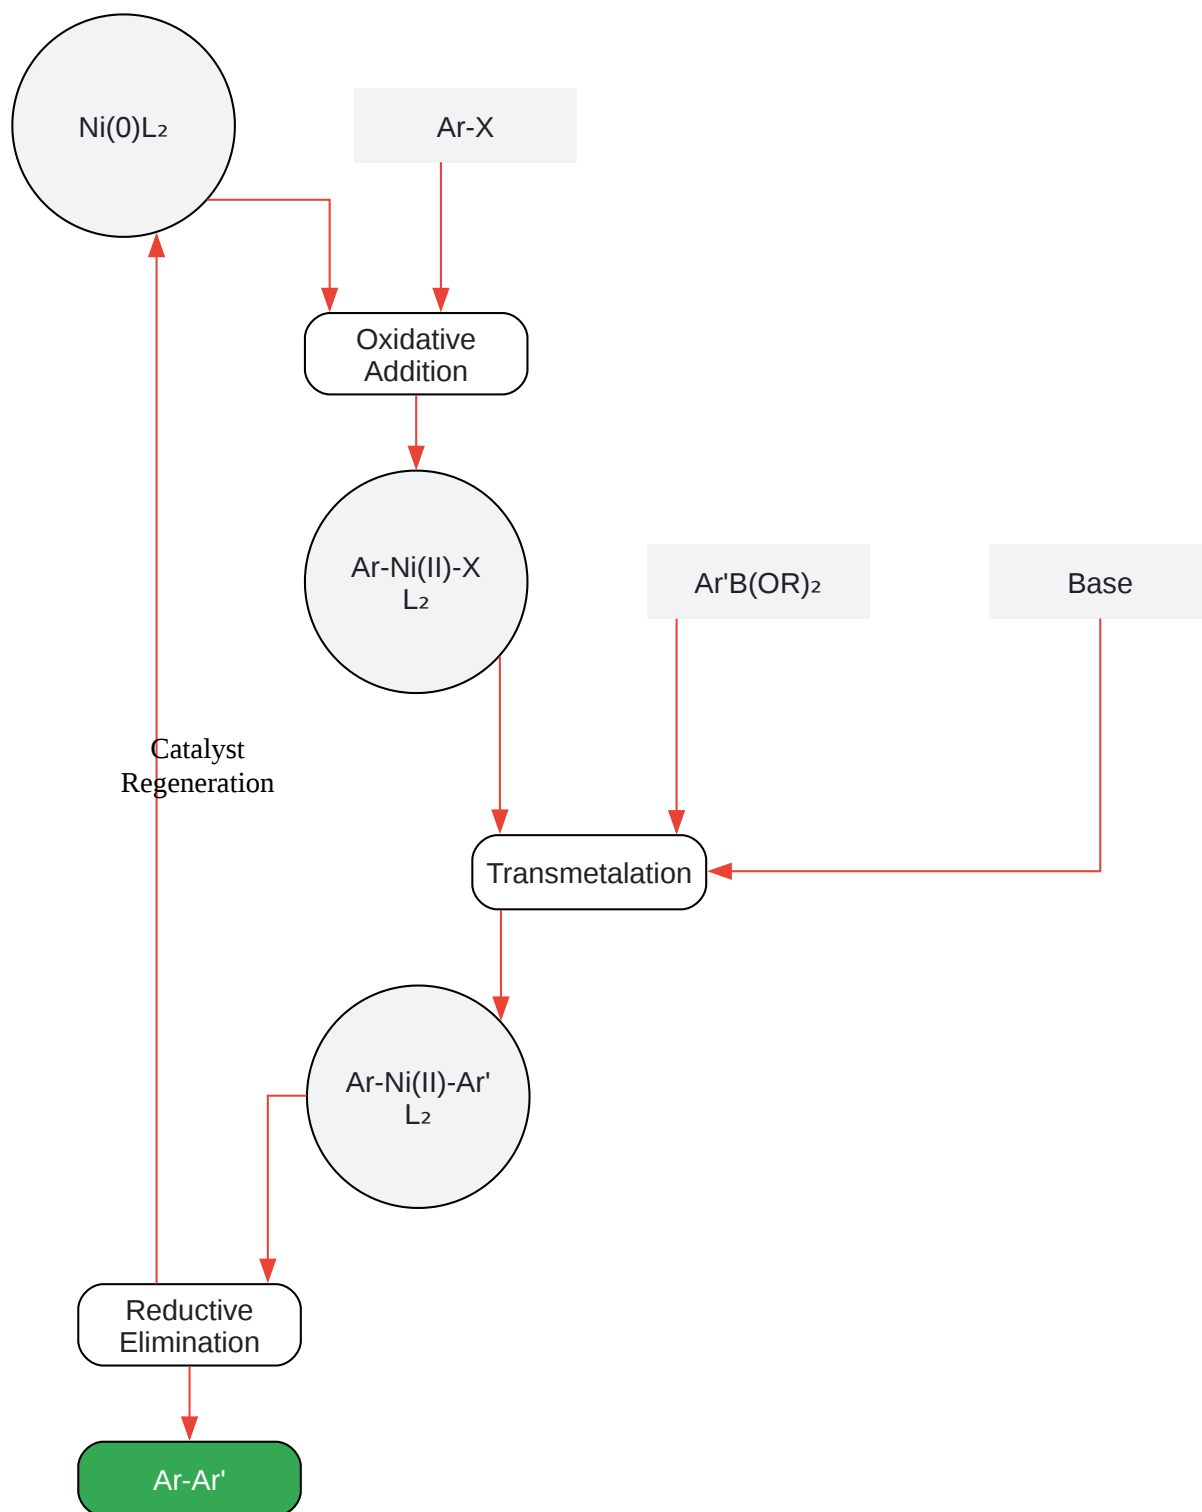 Ni(0)L₂
Ar-X
Oxidative
Addition
Ar-Ni(II)-X
L₂
Ar'B(OR)₂
Base
Catalyst
Regeneration
Transmetalation
Ar-Ni(II)-Ar'
L₂
Reductive
Elimination
Ar-Ar'